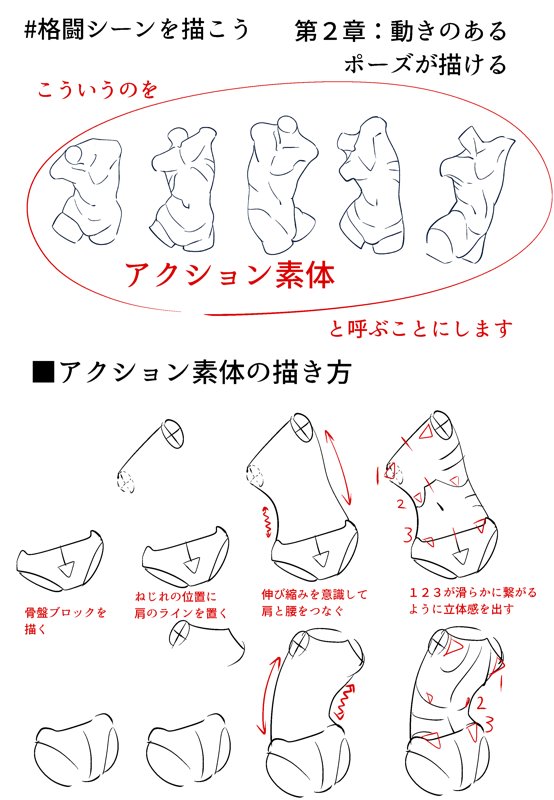 #格闘シーンを描こう
第２章：動きのある
ポーズが描ける
こういうのを
アクション素体
と呼ぶことにします
■アクション素体の描き方
骨盤ブロックを
描く
ねじれの位置に
肩のラインを置く
伸び縮みを意識して
肩と腰をつなぐ
１２３が滑らかに繋がる
ように立体感を出す
1
2
3
1
2
3